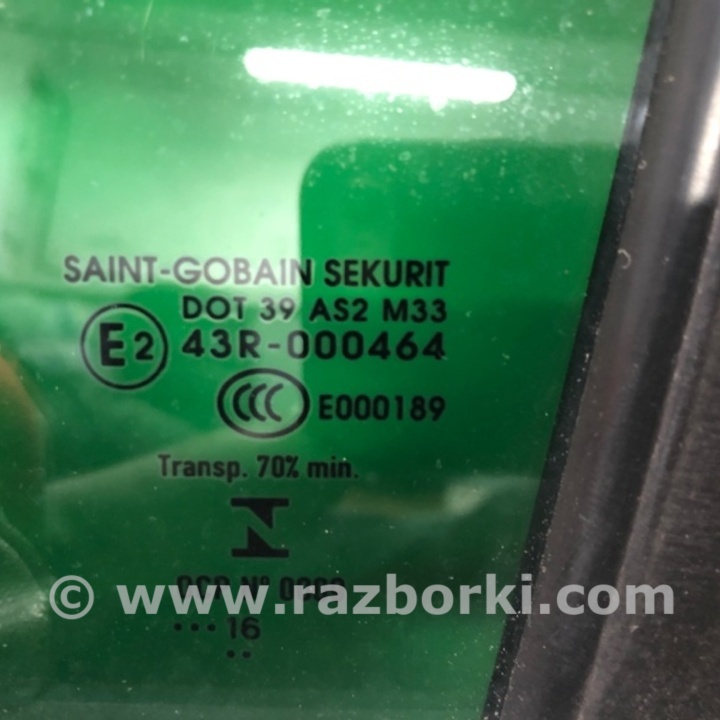 SAINT-GOBAIN SEKURIT
DOT 39 AS2 M33
E2 43R-000464
CCC E000189
Transp. 70% min.
Nº
© www.razborki.com
•••16
••